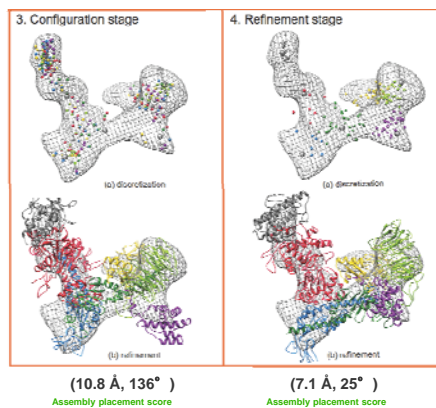 3. Configuration stage
(a) discretization
(b) refinement
(10.8 Å, 136°)
Assembly placement score
4. Refinement stage
(a) discretization
(b) refinement
(7.1 Å, 25°)
Assembly placement score